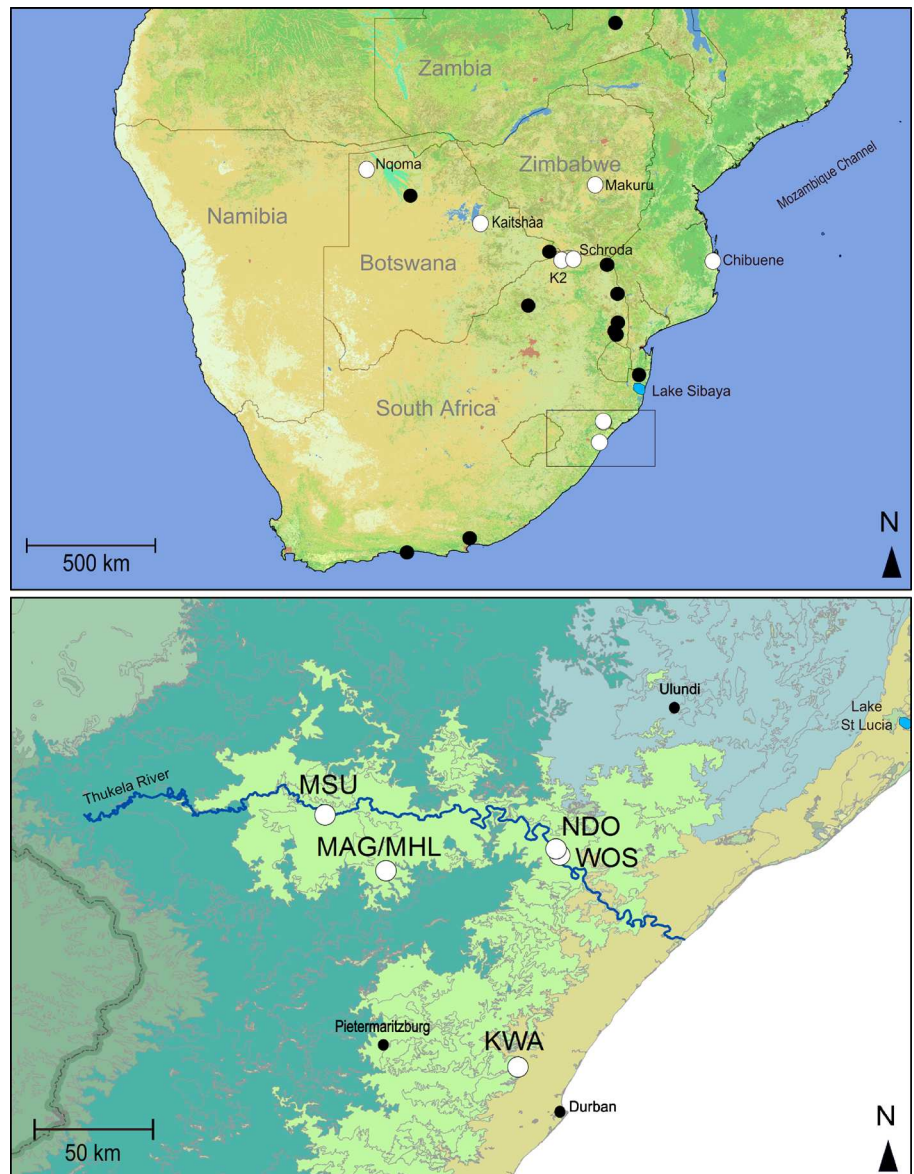 Zambia
Nqoma
Zimbabwe
Makuru
Mozambique Channel
Namibia
Kaitshàa
Botswana
Schroda
K2
Chibuene
Lake Sibaya
South Africa
N
500 km
Ulundi
Lake
St Lucia
Thukela River
MSU
NDO
MAG/MHL
WOS
Pietermaritzburg
KWA
Durban
N
50 km